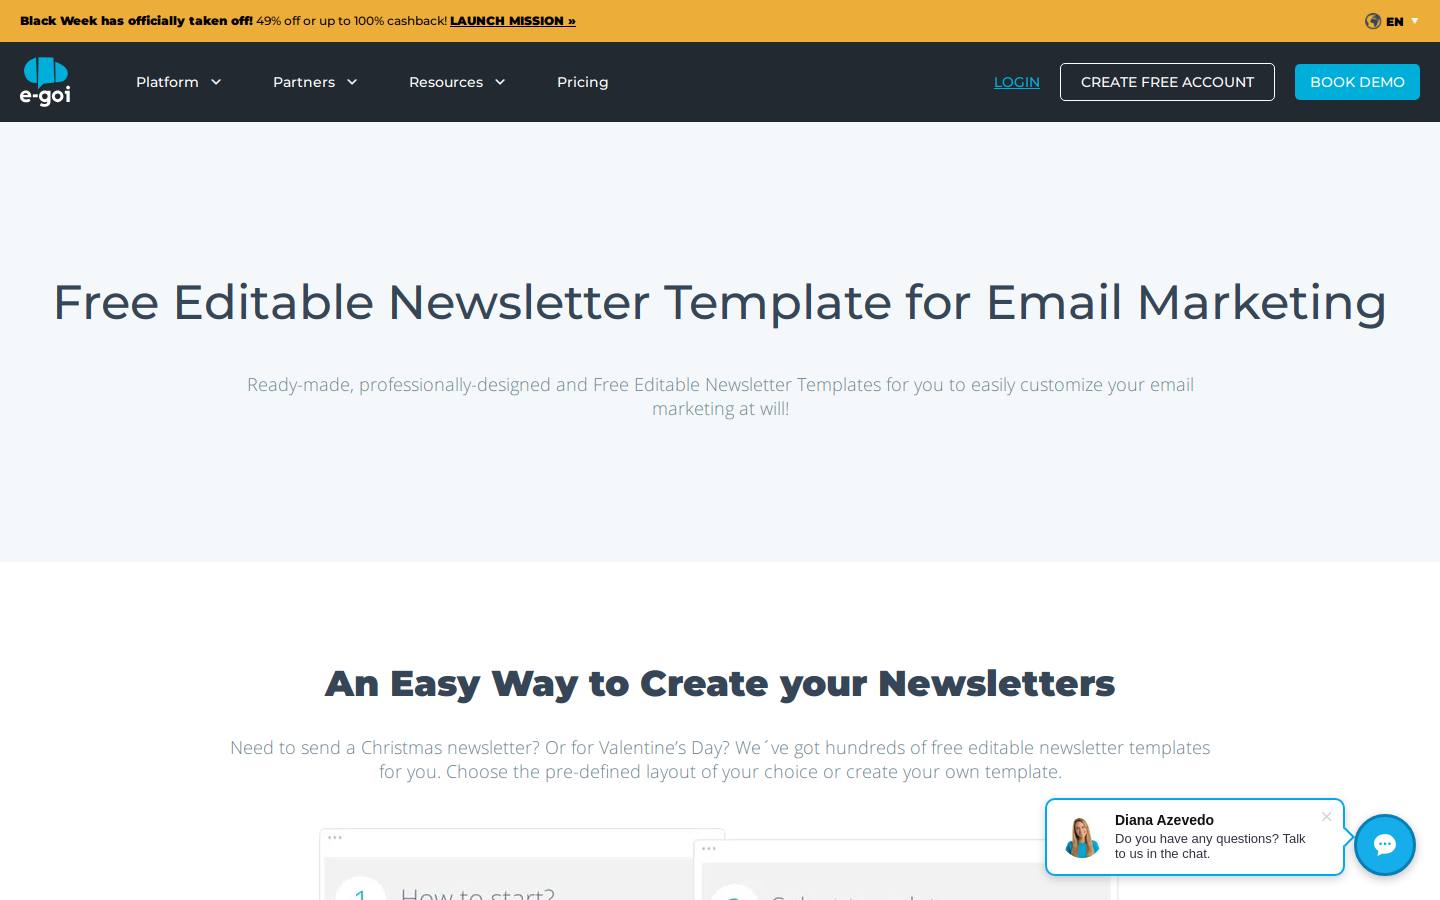 Black Week has officially taken off! 49% off or up to 100% cashback! LAUNCH MISSION »
EN
e-goi
Platform
Partners
Resources
Pricing
LOGIN
CREATE FREE ACCOUNT
BOOK DEMO
Free Editable Newsletter Template for Email Marketing
Ready-made, professionally-designed and Free Editable Newsletter Templates for you to easily customize your email
marketing at will!
An Easy Way to Create your Newsletters
Need to send a Christmas newsletter? Or for Valentine’s Day? We´ve got hundreds of free editable newsletter templates
for you. Choose the pre-defined layout of your choice or create your own template.
Diana Azevedo
Do you have any questions? Talk
to us in the chat.
1
How to start?